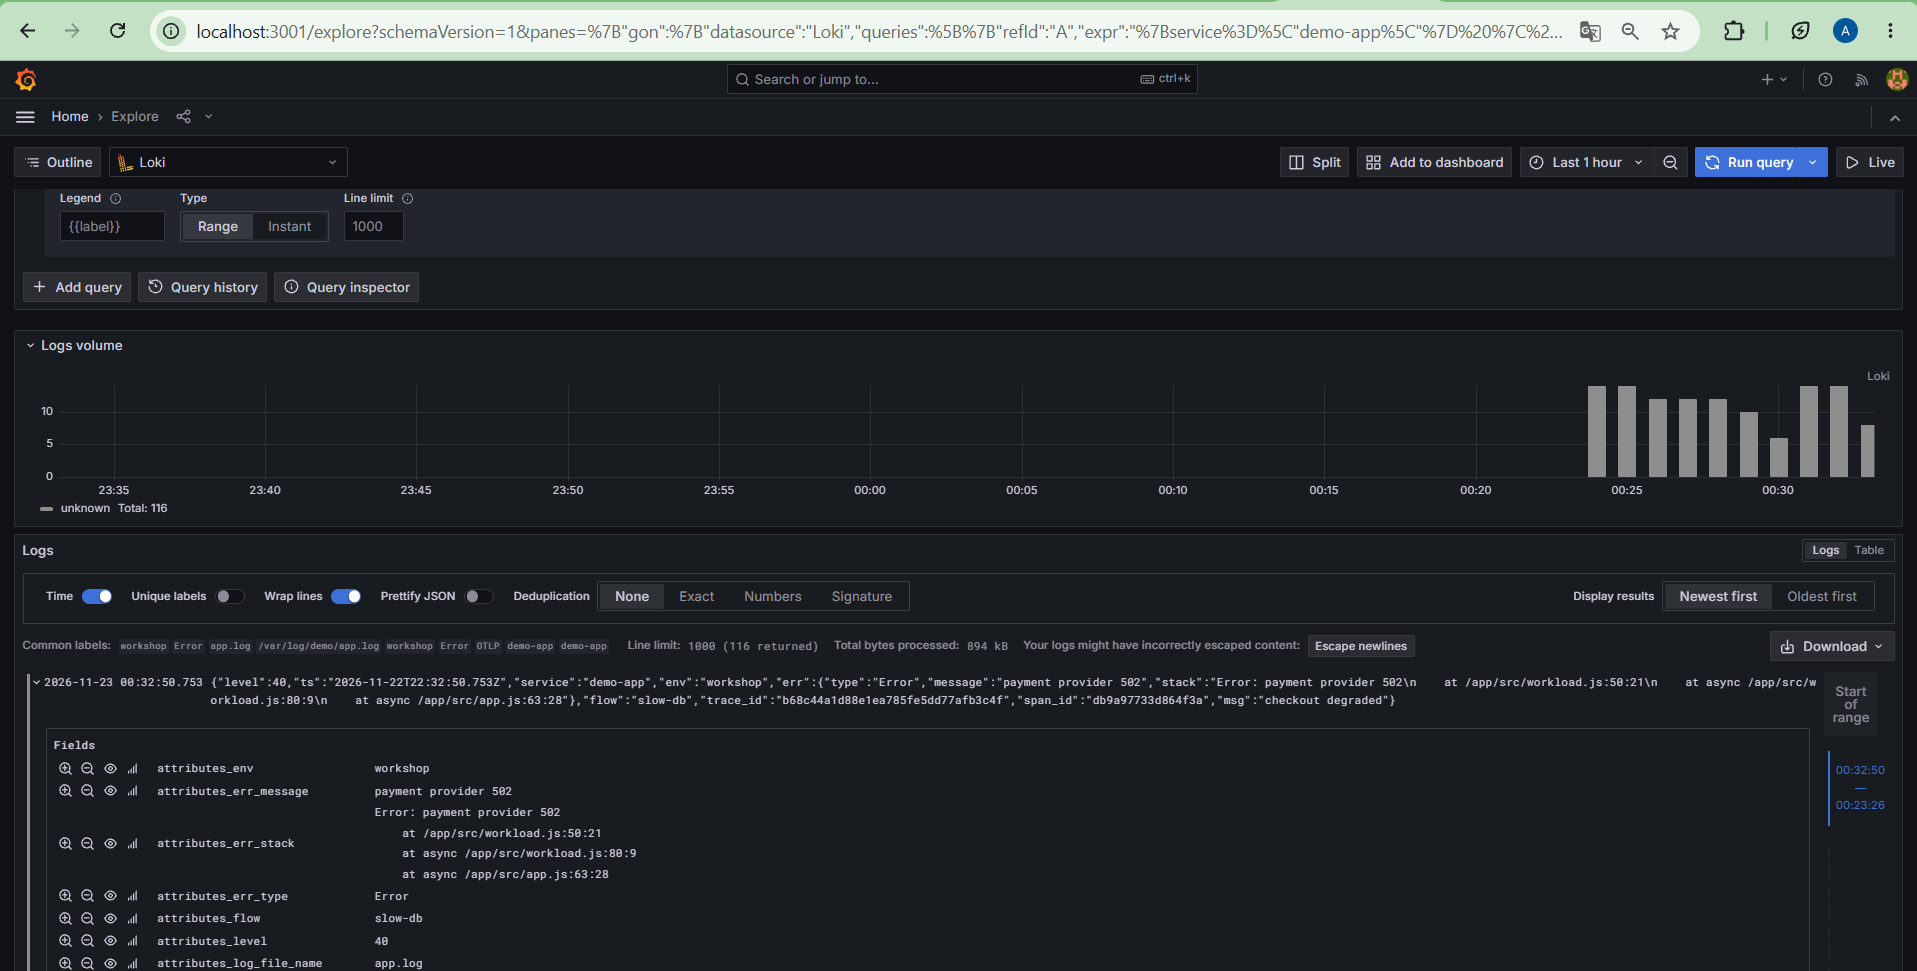 localhost:3001/explore?schemaVersion=1&panes=%7B"gon":%7B"datasource":"Loki","queries":%5B%7B"refId":"A","expr":"%7Bservice%3D%5C"demo-app%5C"%7D%20%7C%2...
A
Search or jump to...
ctrl+k
Home › Explore
Outline
Loki
Split
Add to dashboard
Last 1 hour
Run query
Live
Legend
Type
Line limit
{{label}}
Range
Instant
1000
+ Add query
Query history
Query inspector
Logs volume
Loki
10
5
0
23:35 23:40 23:45 23:50 23:55 00:00 00:05 00:10 00:15 00:20 00:25 00:30
unknown Total: 116
Logs
Logs Table
Time
Unique labels
Wrap lines
Prettify JSON
Deduplication
None Exact Numbers Signature
Display results
Newest first Oldest first
Common labels: workshop Error app.log /var/log/demo/app.log workshop Error OTLP demo-app demo-app Line limit: 1000 (116 returned) Total bytes processed: 894 kB Your logs might have incorrectly escaped content: Escape newlines
Download
2026-11-23 00:32:50.753 {"level":40,"ts":"2026-11-22T22:32:50.753Z","service":"demo-app","env":"workshop","err":{"type":"Error","message":"payment provider 502","stack":"Error: payment provider 502\n    at /app/src/workload.js:50:21\n    at async /app/src/w
orkload.js:80:9\n    at async /app/src/app.js:63:28"},"flow":"slow-db","trace_id":"b68c44a1d88e1ea785fe5dd77afb3c4f","span_id":"db9a97733d864f3a","msg":"checkout degraded"}
Start
of
range
00:32:50
—
00:23:26
Fields
attributes_env workshop
attributes_err_message payment provider 502
attributes_err_stack Error: payment provider 502
at /app/src/workload.js:50:21
at async /app/src/workload.js:80:9
at async /app/src/app.js:63:28
attributes_err_type Error
attributes_flow slow-db
attributes_level 40
attributes_log_file_name app.log